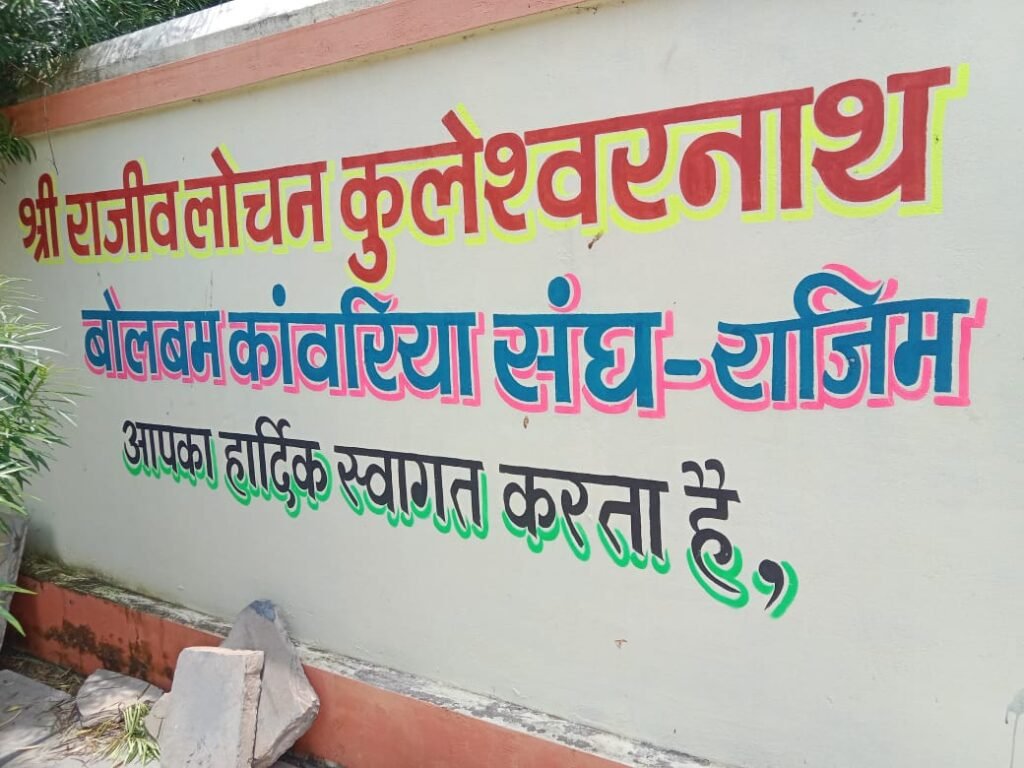 श्री राजीव लोचन कुलेश्वरनाथ
बोलबम कांवरिया संघ-राजिम
आपका हार्दिक स्वागत करता है,